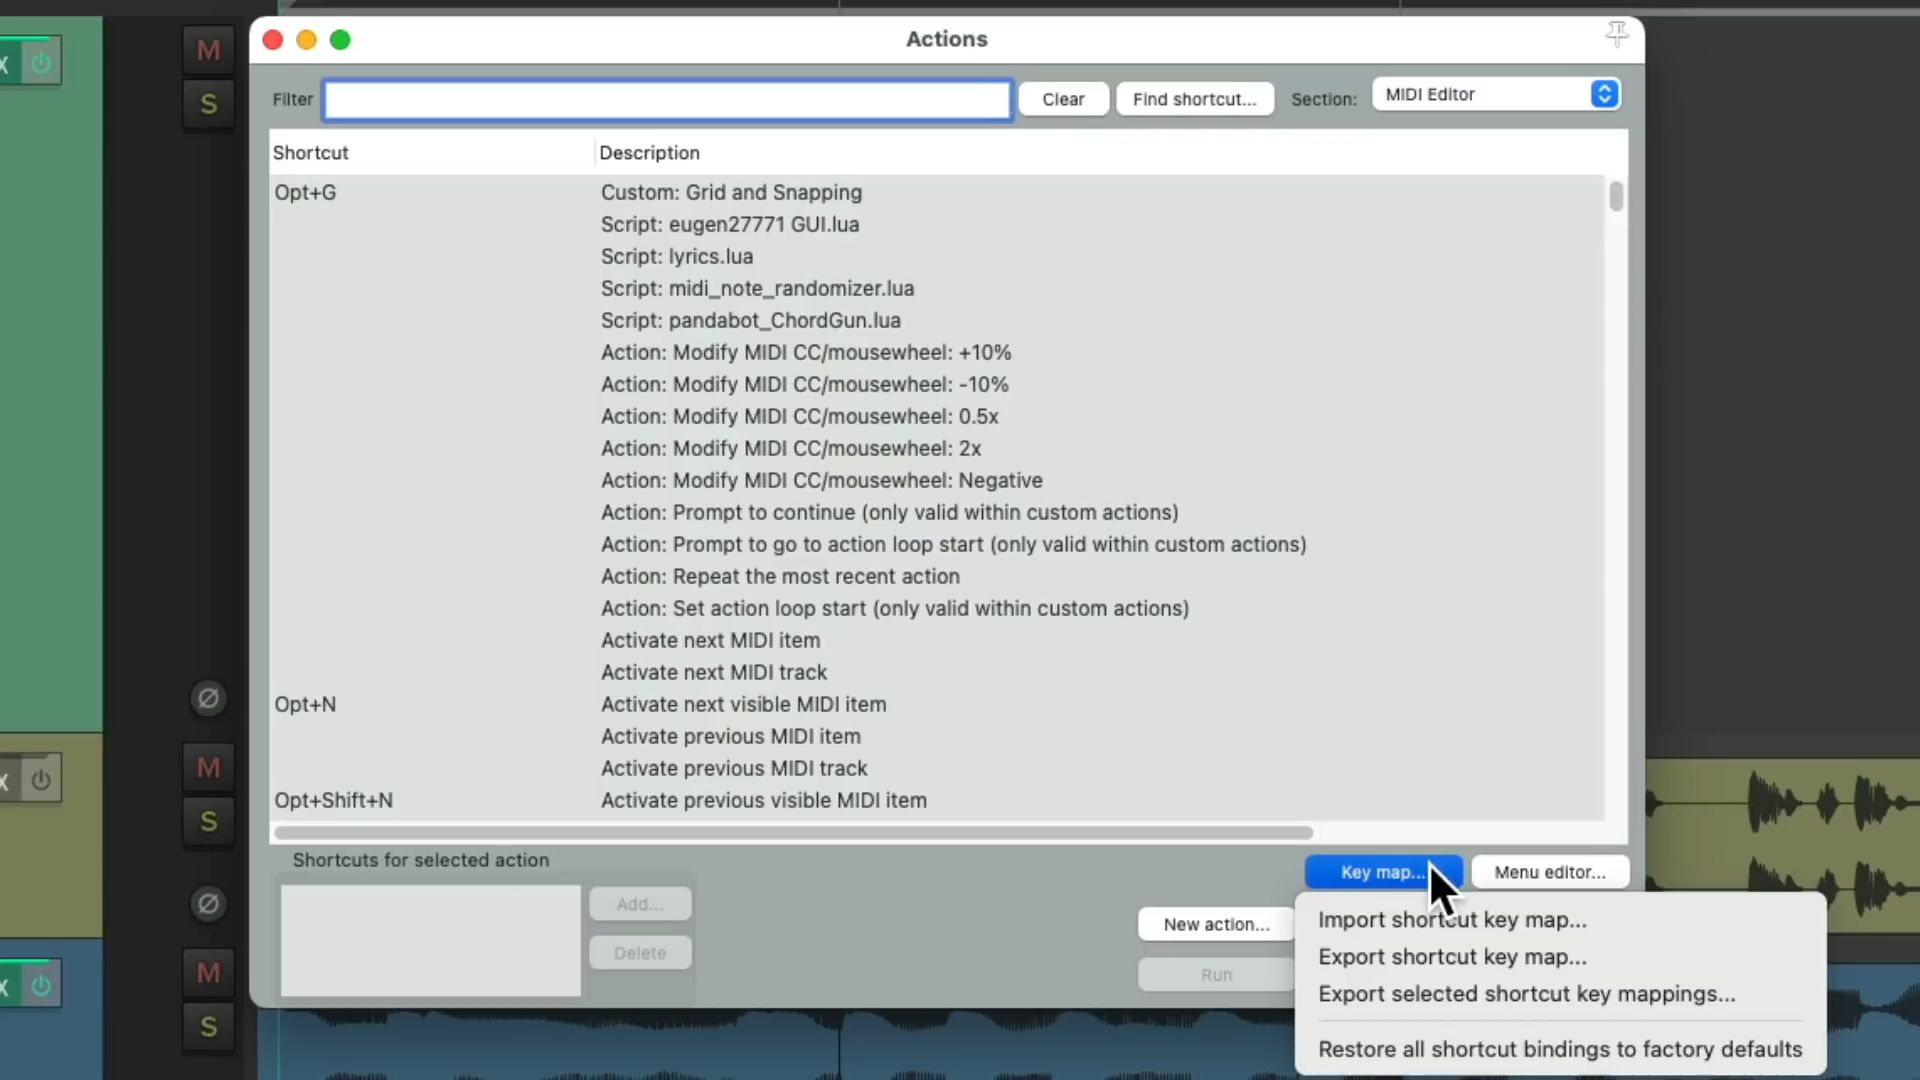 X
M
S
Actions
Filter
Clear
Find shortcut...
Section:
MIDI Editor
Shortcut Description
Opt+G Custom: Grid and Snapping
Script: eugen27771 GUI.lua
Script: lyrics.lua
Script: midi_note_randomizer.lua
Script: pandabot_ChordGun.lua
Action: Modify MIDI CC/mousewheel: +10%
Action: Modify MIDI CC/mousewheel: -10%
Action: Modify MIDI CC/mousewheel: 0.5x
Action: Modify MIDI CC/mousewheel: 2x
Action: Modify MIDI CC/mousewheel: Negative
Action: Prompt to continue (only valid within custom actions)
Action: Prompt to go to action loop start (only valid within custom actions)
Action: Repeat the most recent action
Action: Set action loop start (only valid within custom actions)
Activate next MIDI item
Activate next MIDI track
Opt+N Activate next visible MIDI item
Activate previous MIDI item
Activate previous MIDI track
Opt+Shift+N Activate previous visible MIDI item
X
M
S
Shortcuts for selected action
Add...
Delete
Key map...
Menu editor...
New action...
Run
Import shortcut key map...
Export shortcut key map...
Export selected shortcut key mappings...
Restore all shortcut bindings to factory defaults
X
M
S